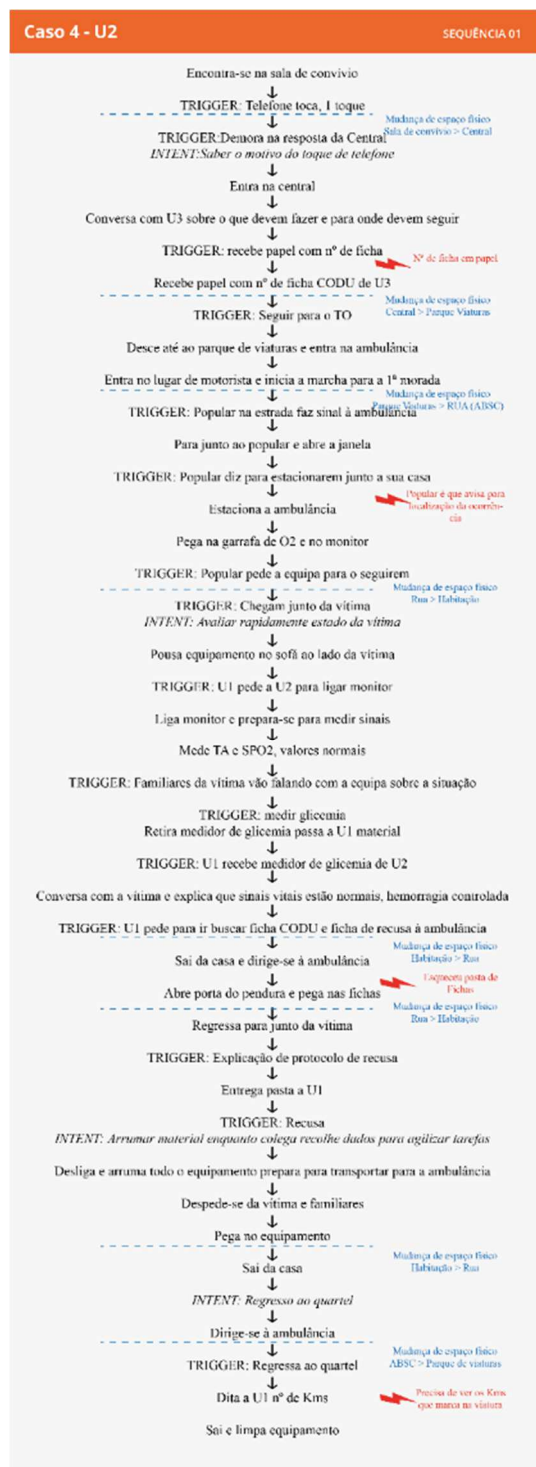 Caso 4 - U2
SEQUÊNCIA 01
Encontra-se na sala de convívio
TRIGGER: Telefone toca, 1 toque
Mudança de espaço físico
Sala de convívio > Central
TRIGGER:Demora na resposta da Central
INTENT:Saber o motivo do toque de telefone
Entra na central
Conversa com U3 sobre o que devem fazer e para onde devem seguir
TRIGGER: recebe papel com nº de ficha
Nº de ficha em papel
Recebe papel com nº de ficha CODU de U3
Mudança de espaço físico
Central > Parque Viaturas
TRIGGER: Seguir para o TO
Desce até ao parque de viaturas e entra na ambulância
Entra no lugar de motorista e inicia a marcha para a 1ª morada
Mudança de espaço físico
Parque Viaturas > RUA (ABSC)
TRIGGER: Popular na estrada faz sinal à ambulância
Para junto ao popular e abre a janela
TRIGGER: Popular diz para estacionarem junto a sua casa
Popular é que avisa para
localização da ocorrên-
cia
Estaciona a ambulância
Pega na garrafa de O2 e no monitor
TRIGGER: Popular pede a equipa para o seguirem
Mudança de espaço físico
Rua > Habitação
TRIGGER: Chegam junto da vítima
INTENT: Avaliar rapidamente estado da vítima
Pousa equipamento no sofá ao lado da vítima
TRIGGER: U1 pede a U2 para ligar monitor
Liga monitor e prepara-se para medir sinais
Mede TA e SPO2, valores normais
TRIGGER: Familiares da vítima vão falando com a equipa sobre a situação
TRIGGER: medir glicemia
Retira medidor de glicemia passa a U1 material
TRIGGER: U1 recebe medidor de glicemia de U2
Conversa com a vítima e explica que sinais vitais estão normais, hemorragia controlada
TRIGGER: U1 pede para ir buscar ficha CODU e ficha de recusa à ambulância
Mudança de espaço físico
Habitação > Rua
Sai da casa e dirige-se à ambulância
Esqueceu pasta de
Fichas
Abre porta do pendura e pega nas fichas
Mudança de espaço físico
Rua > Habitação
Regressa para junto da vítima
TRIGGER: Explicação de protocolo de recusa
Entrega pasta a U1
TRIGGER: Recusa
INTENT: Arrumar material enquanto colega recolhe dados para agilizar tarefas
Desliga e arruma todo o equipamento prepara para transportar para a ambulância
Despede-se da vítima e familiares
Pega no equipamento
Mudança de espaço físico
Habitação > Rua
Sai da casa
INTENT: Regresso ao quartel
Dirige-se à ambulância
Mudança de espaço físico
ABSC > Parque de viaturas
TRIGGER: Regressa ao quartel
Dita a U1 nº de Kms
Precisa de ver os Kms
que marca na viatura
Sai e limpa equipamento